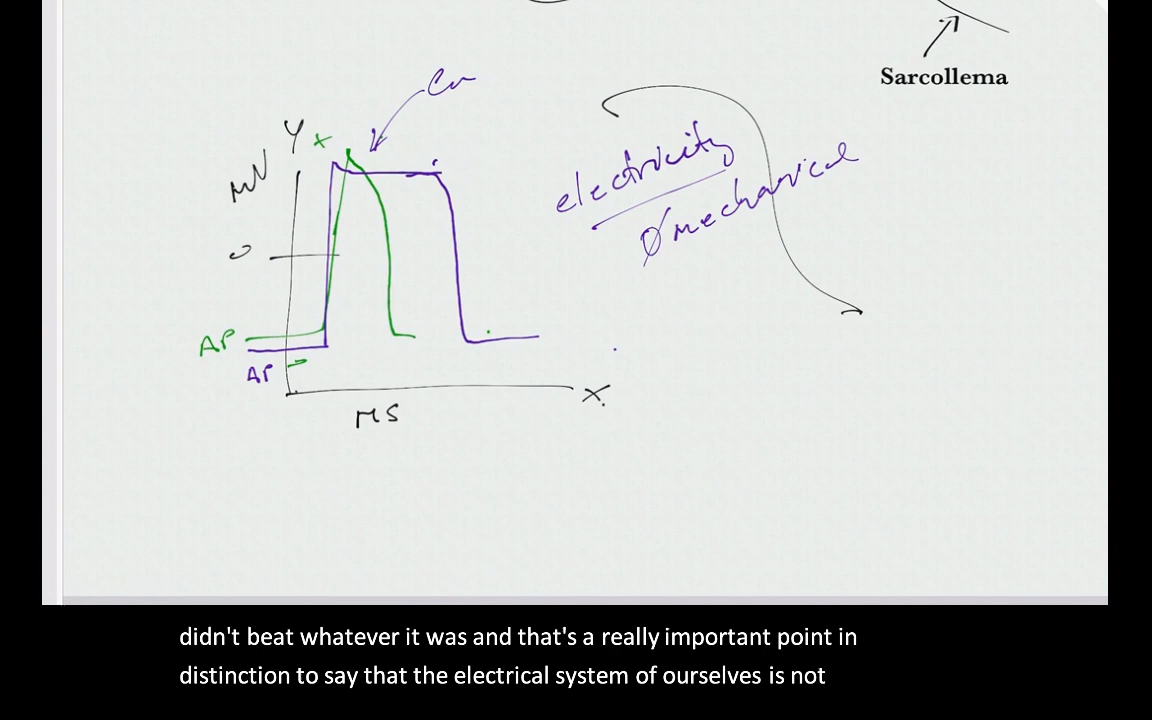 Sarcollema
Ca
Y +
mV
electricity
Ø mechanical
0
AP
AP -
X
MS
didn't beat whatever it was and that's a really important point in
distinction to say that the electrical system of ourselves is not